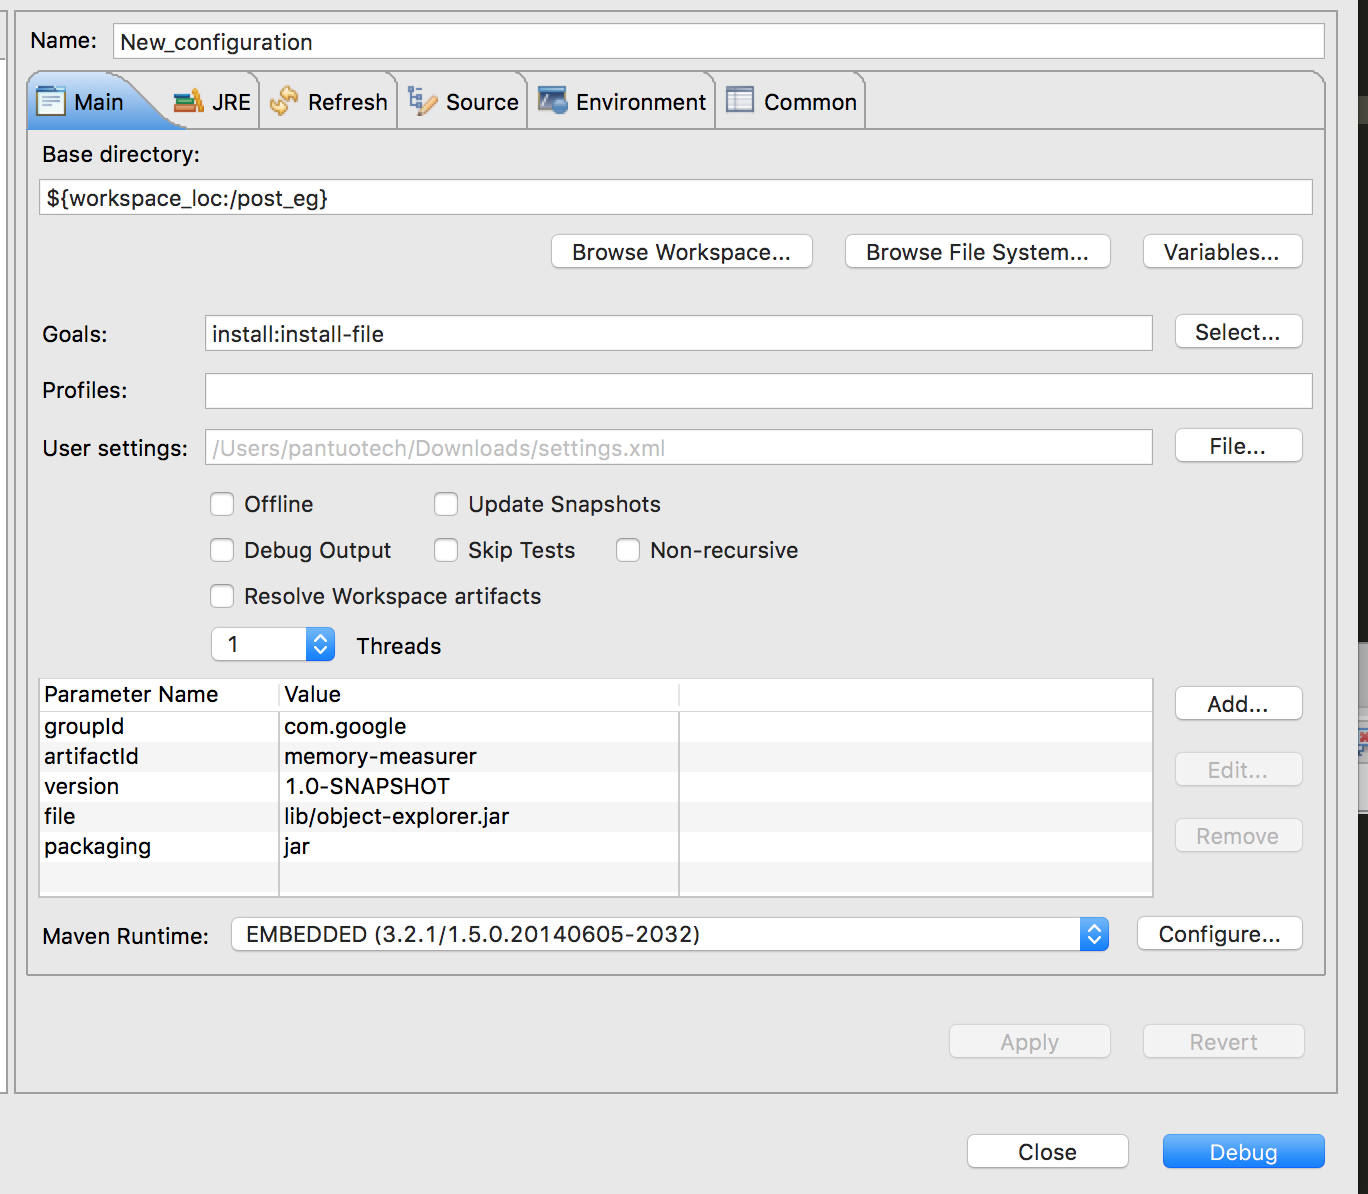 Name: New_configuration
Main JRE Refresh Source Environment Common
Base directory:
${workspace_loc:/post_eg}
Browse Workspace... Browse File System... Variables...
Goals: install:install-file Select...
Profiles:
User settings: /Users/pantuotech/Downloads/settings.xml File...
Offline Update Snapshots
Debug Output Skip Tests Non-recursive
Resolve Workspace artifacts
1 Threads
Parameter Name Value Add...
groupId com.google
artifactId memory-measurer
Edit...
version 1.0-SNAPSHOT
file lib/object-explorer.jar
Remove
packaging jar
Maven Runtime: EMBEDDED (3.2.1/1.5.0.20140605-2032) Configure...
Apply Revert
Close Debug